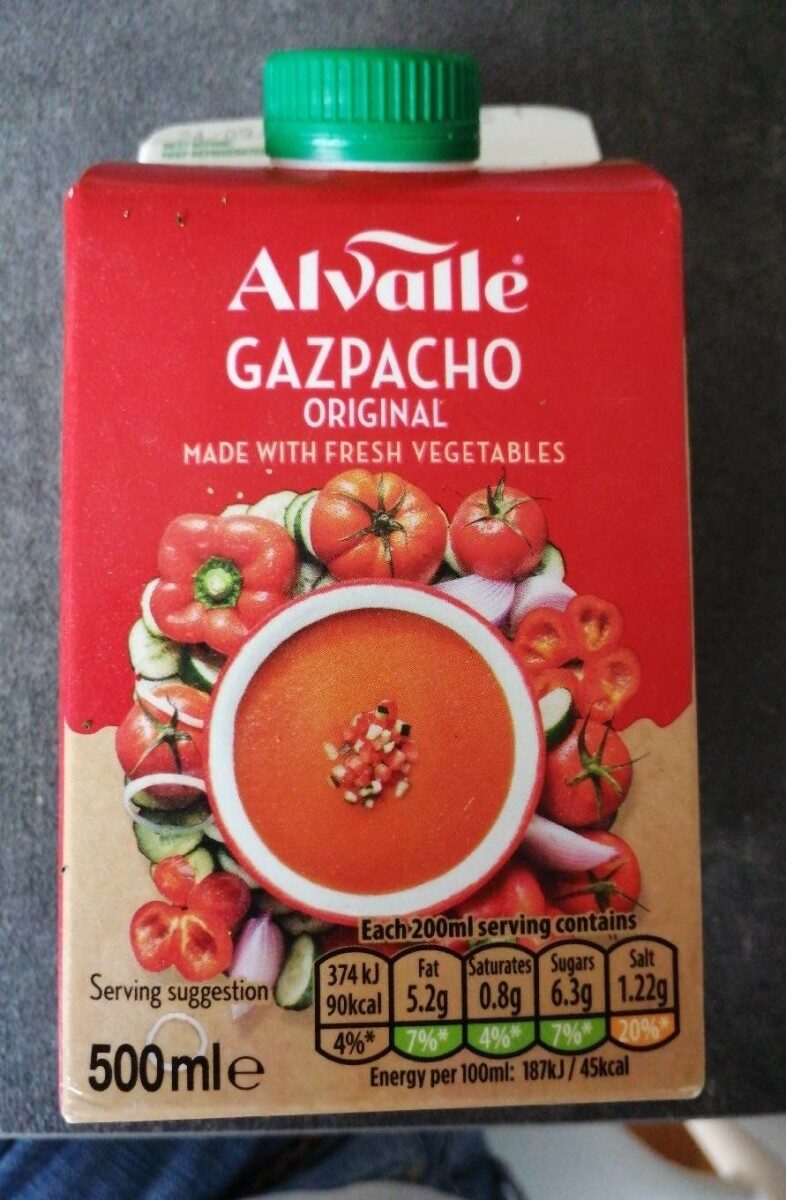 Alvalle®
GAZPACHO
ORIGINAL
MADE WITH FRESH VEGETABLES
Each 200ml serving contains
374 kJ
90kcal
4%*
Fat
5.2g
7%*
Saturates
0.8g
4%*
Sugars
6.3g
7%*
Salt
1.22g
20%*
Energy per 100ml: 187kJ / 45kcal
Serving suggestion
500 ml e